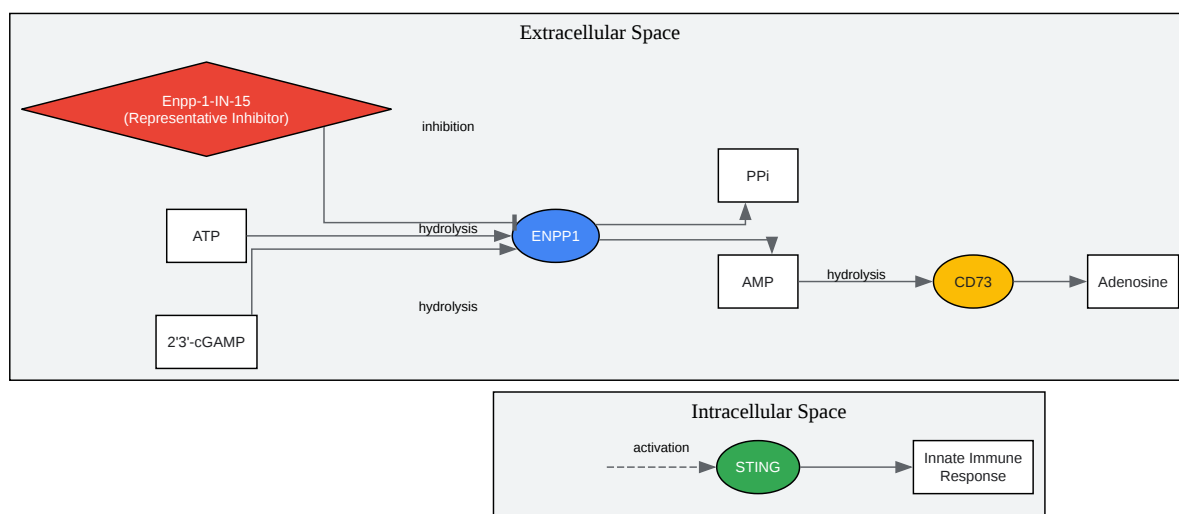 Extracellular Space
Enpp-1-IN-15
(Representative Inhibitor)
inhibition
PPi
ATP
hydrolysis
ENPP1
AMP
hydrolysis
CD73
Adenosine
hydrolysis
2'3'-cGAMP
Intracellular Space
activation
STING
Innate Immune
Response